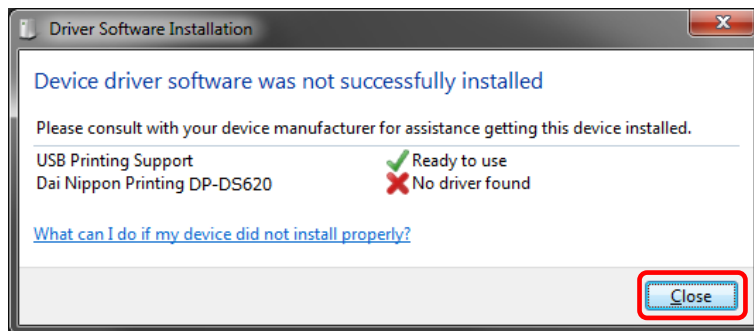 Driver Software Installation
Device driver software was not successfully installed
Please consult with your device manufacturer for assistance getting this device installed.
USB Printing Support Ready to use
Dai Nippon Printing DP-DS620 No driver found
What can I do if my device did not install properly?
Close